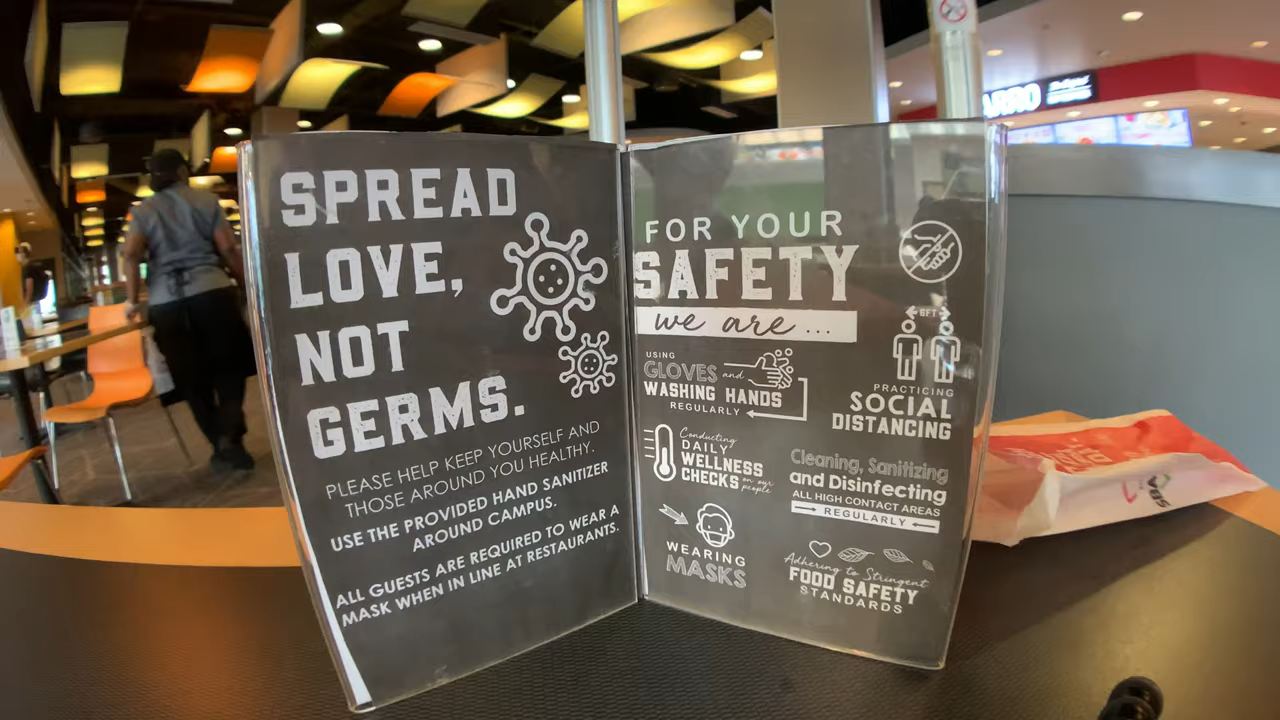 SPREAD
LOVE,
NOT
GERMS.
PLEASE HELP KEEP YOURSELF AND
THOSE AROUND YOU HEALTHY.
USE THE PROVIDED HAND SANITIZER
AROUND CAMPUS.
ALL GUESTS ARE REQUIRED TO WEAR A
MASK WHEN IN LINE AT RESTAURANTS.
FOR YOUR
SAFETY
we are...
USING
GLOVES and
WASHING HANDS
REGULARLY
6FT
PRACTICING
SOCIAL
DISTANCING
Conducting
DAILY
WELLNESS
CHECKS on our
people
Cleaning, Sanitizing
and Disinfecting
ALL HIGH CONTACT AREAS
REGULARLY
WEARING
MASKS
Adhering to Stringent
FOOD SAFETY
STANDARDS
ARRO